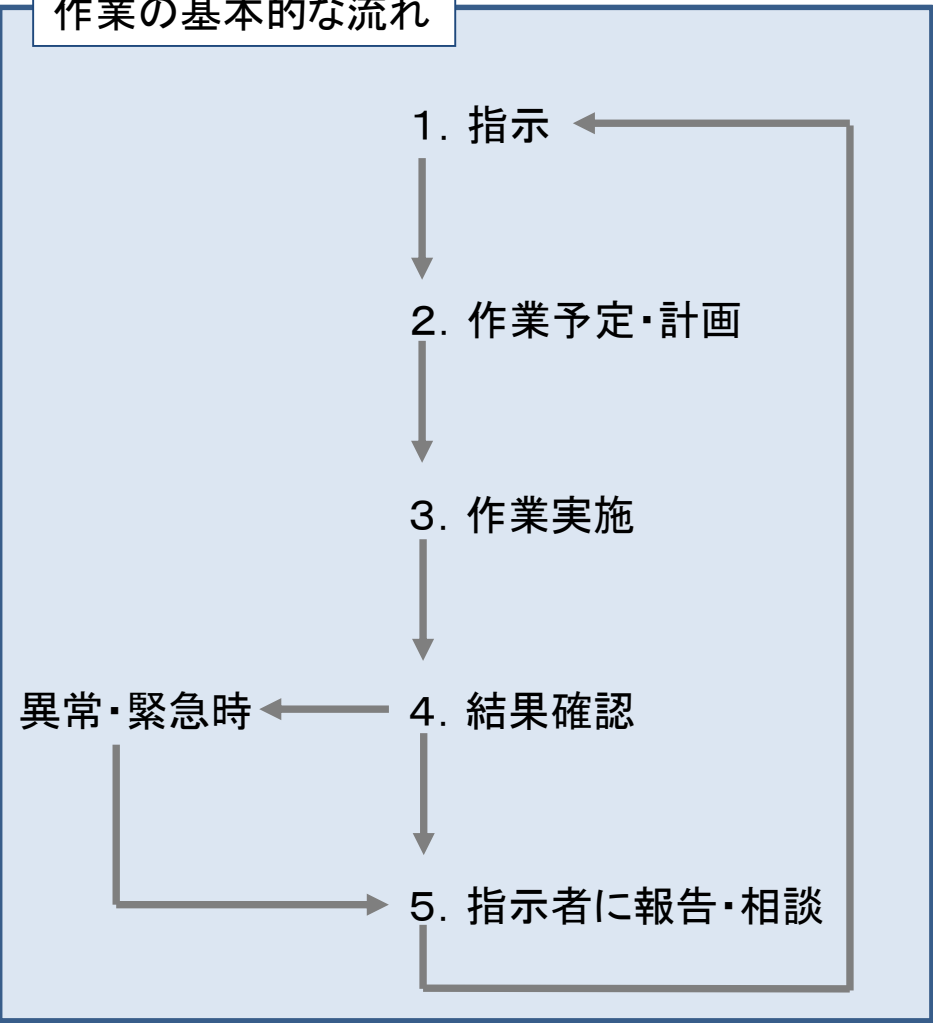 作業の基本的な流れ
１．指示
２．作業予定・計画
３．作業実施
異常・緊急時
４．結果確認
５．指示者に報告・相談